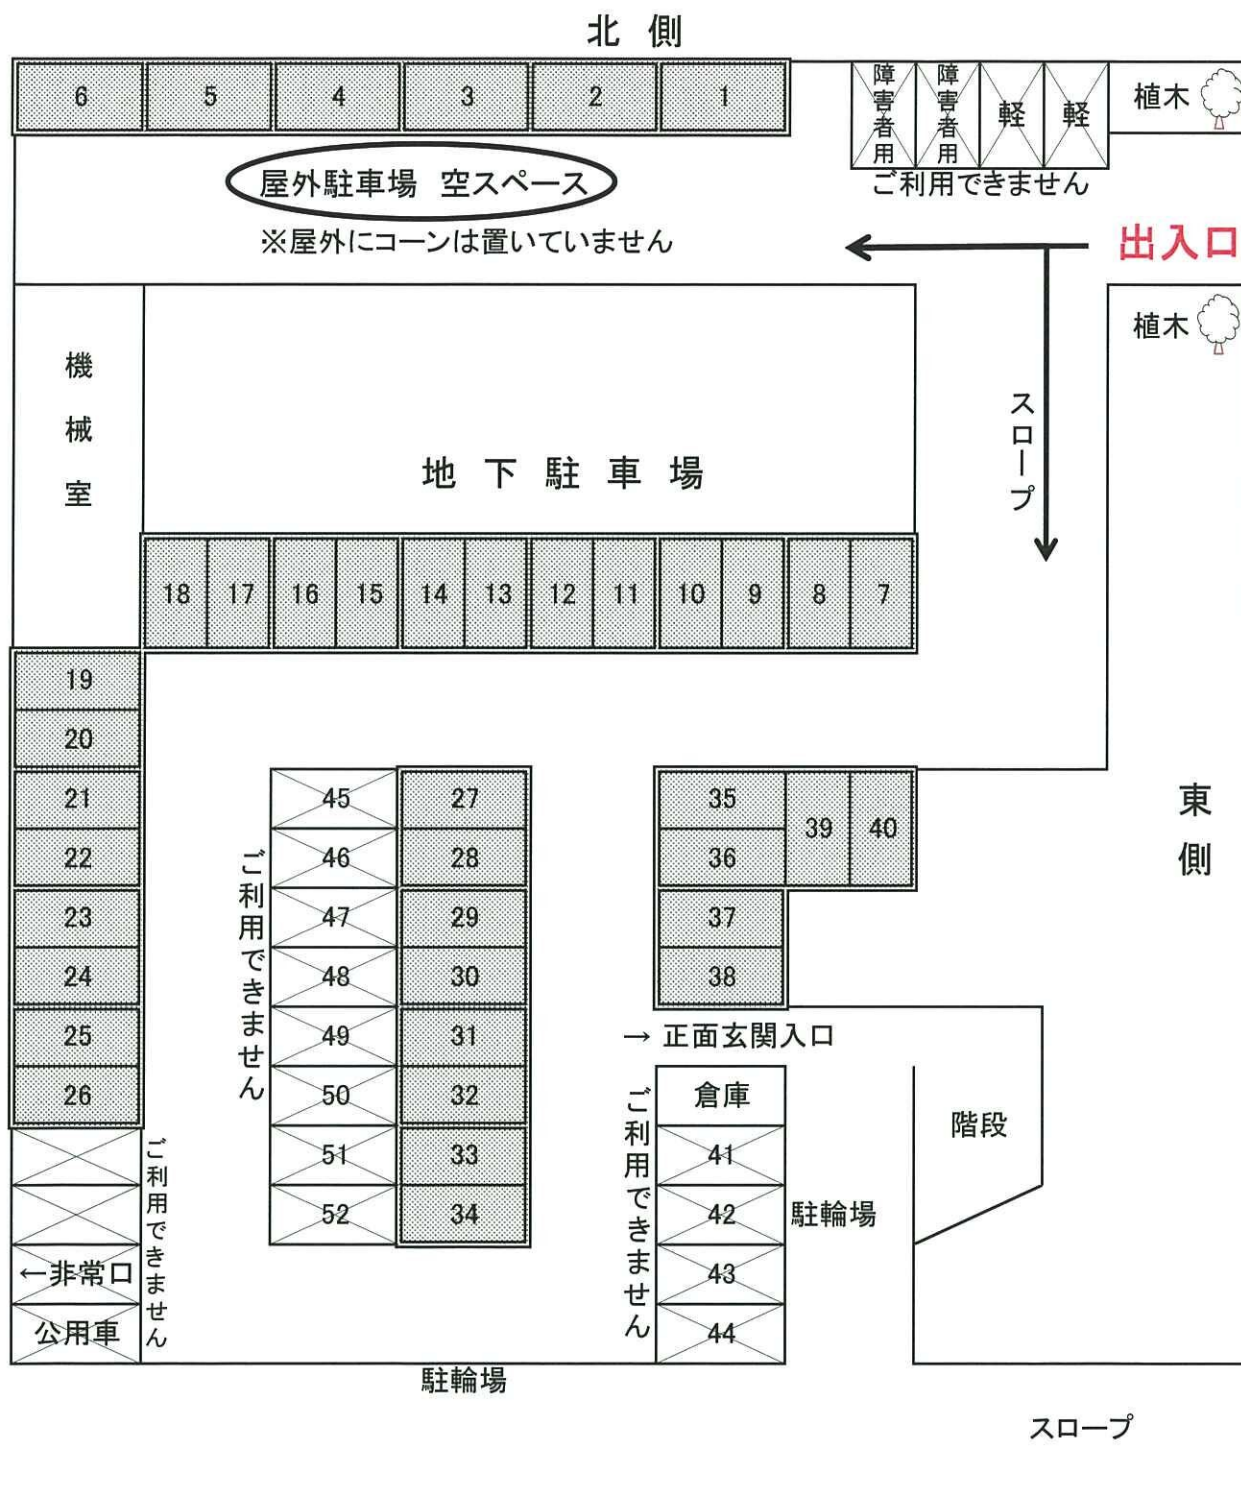 北側
6 5 4 3 2 1
障害者用 障害者用 軽 軽
植木
ご利用できません
屋外駐車場 空スペース
※屋外にコーンは置いていません
出入口
植木
機械室
スロープ
地下駐車場
18 17 16 15 14 13 12 11 10 9 8 7
19
20
21
22
23
24
25
26
ご利用できません
←非常口
公用車
ご利用できません
45
46
47
48
49
50
51
52
27
28
29
30
31
32
33
34
35
36
37
38
39 40
東側
→ 正面玄関入口
ご利用できません
倉庫
41
42
43
44
駐輪場
階段
駐輪場
スロープ